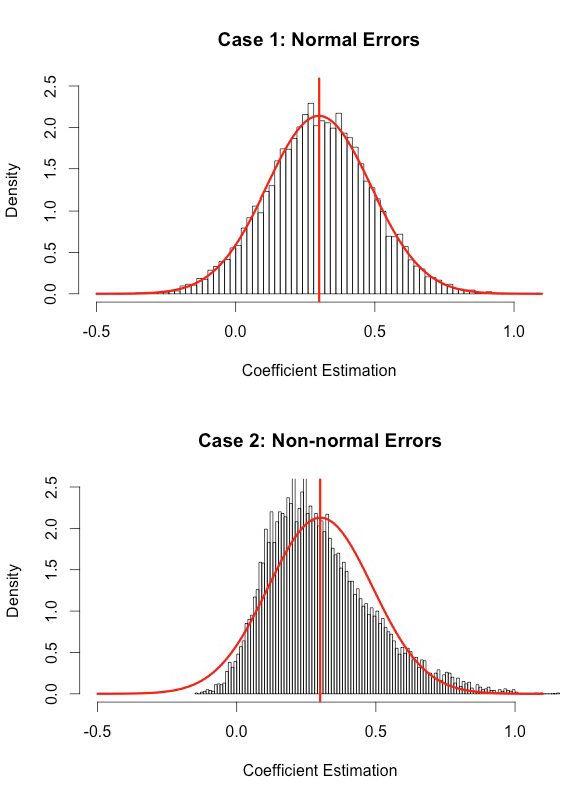 Case 1: Normal Errors
2.5
2.0
1.5
1.0
0.5
0.0
Density
-0.5 0.0 0.5 1.0
Coefficient Estimation
Case 2: Non-normal Errors
2.5
2.0
1.5
1.0
0.5
0.0
Density
-0.5 0.0 0.5 1.0
Coefficient Estimation